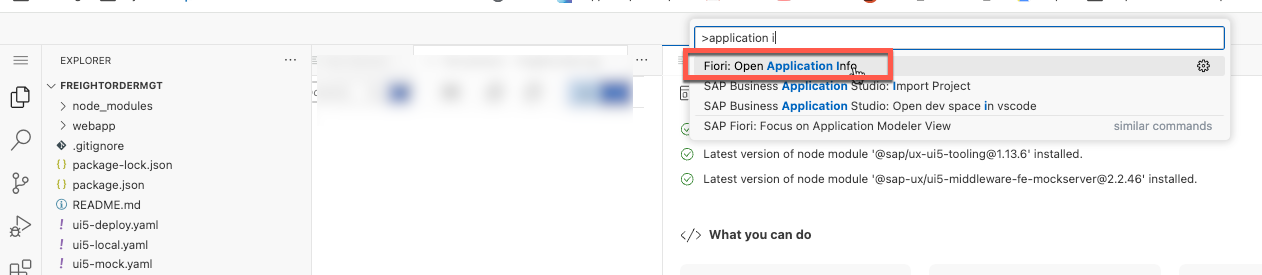 >application i
EXPLORER
FREIGHTORDERMGT
node_modules
webapp
.gitignore
package-lock.json
package.json
README.md
ui5-deploy.yaml
ui5-local.yaml
ui5-mock.yaml
Fiori: Open Application Info
SAP Business Application Studio: Import Project
SAP Business Application Studio: Open dev space in vscode
SAP Fiori: Focus on Application Modeler View
similar commands
Latest version of node module '@sap/ux-ui5-tooling@1.13.6' installed.
Latest version of node module '@sap-ux/ui5-middleware-fe-mockserver@2.2.46' installed.
What you can do